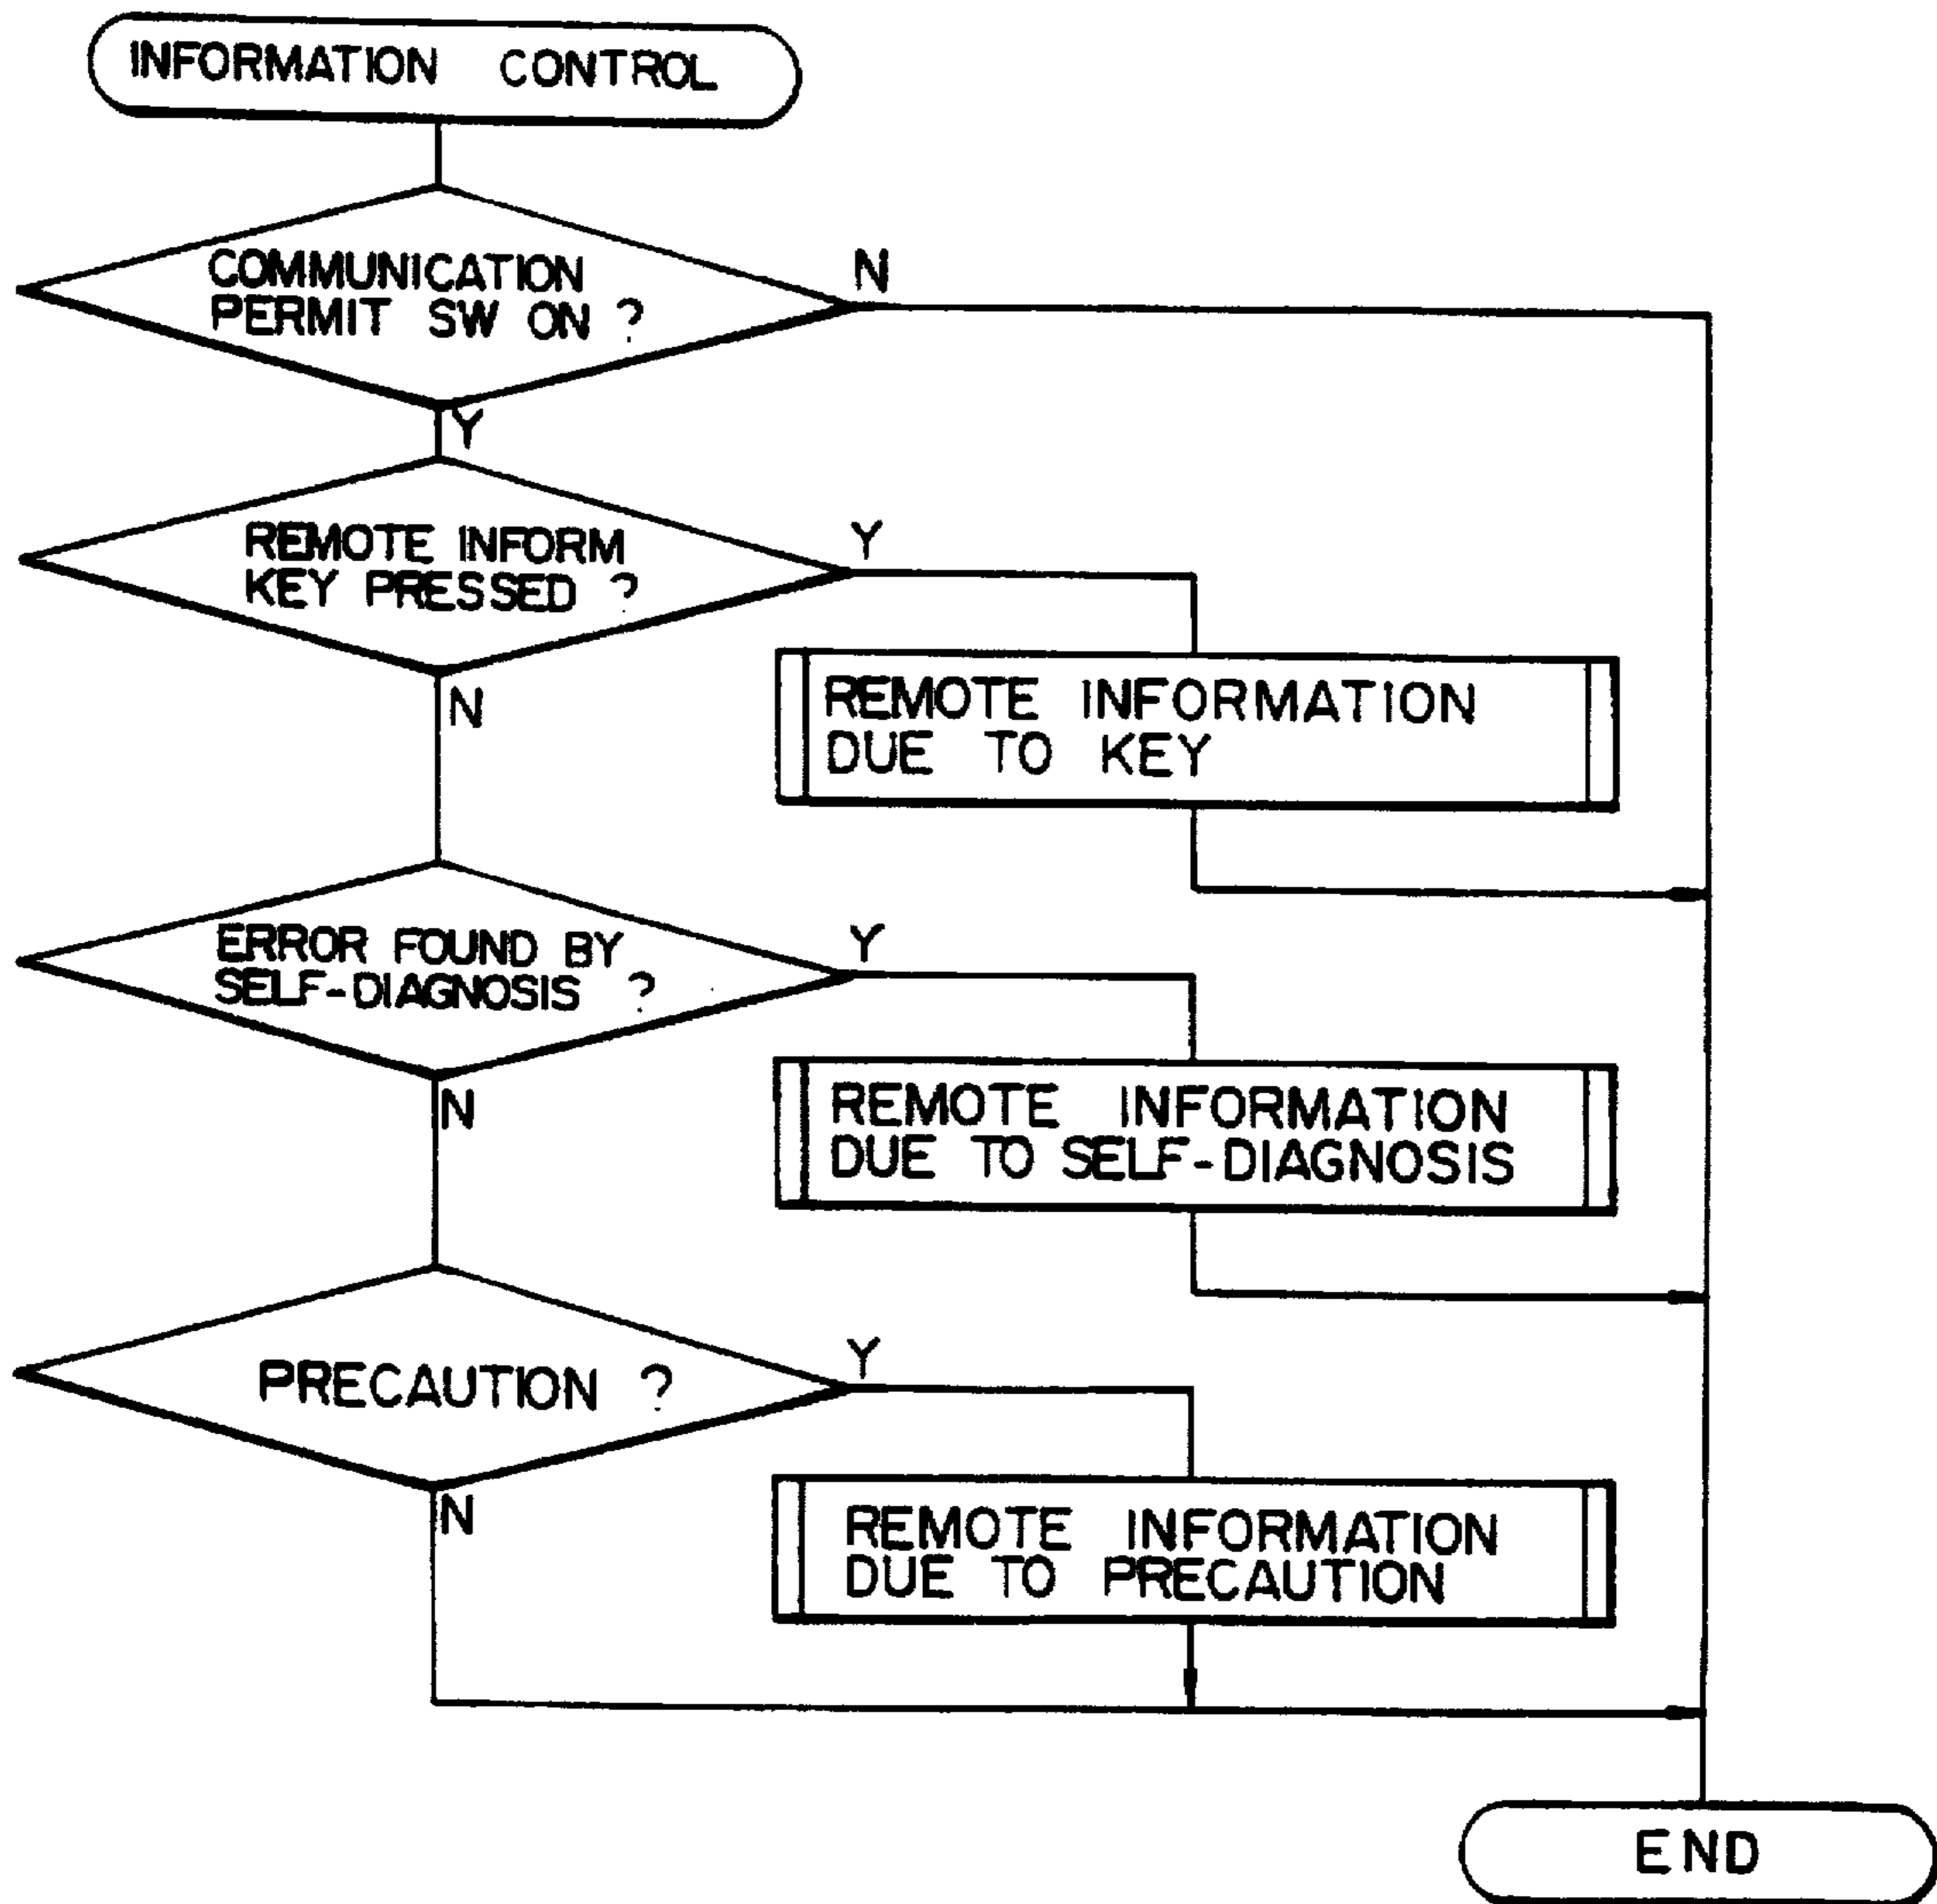 INFORMATION CONTROL
COMMUNICATION
PERMIT SW ON ?
N
Y
REMOTE INFORM
KEY PRESSED ?
Y
N
REMOTE INFORMATION
DUE TO KEY
ERROR FOUND BY
SELF-DIAGNOSIS ?
Y
N
REMOTE INFORMATION
DUE TO SELF-DIAGNOSIS
PRECAUTION ?
Y
N
REMOTE INFORMATION
DUE TO PRECAUTION
END